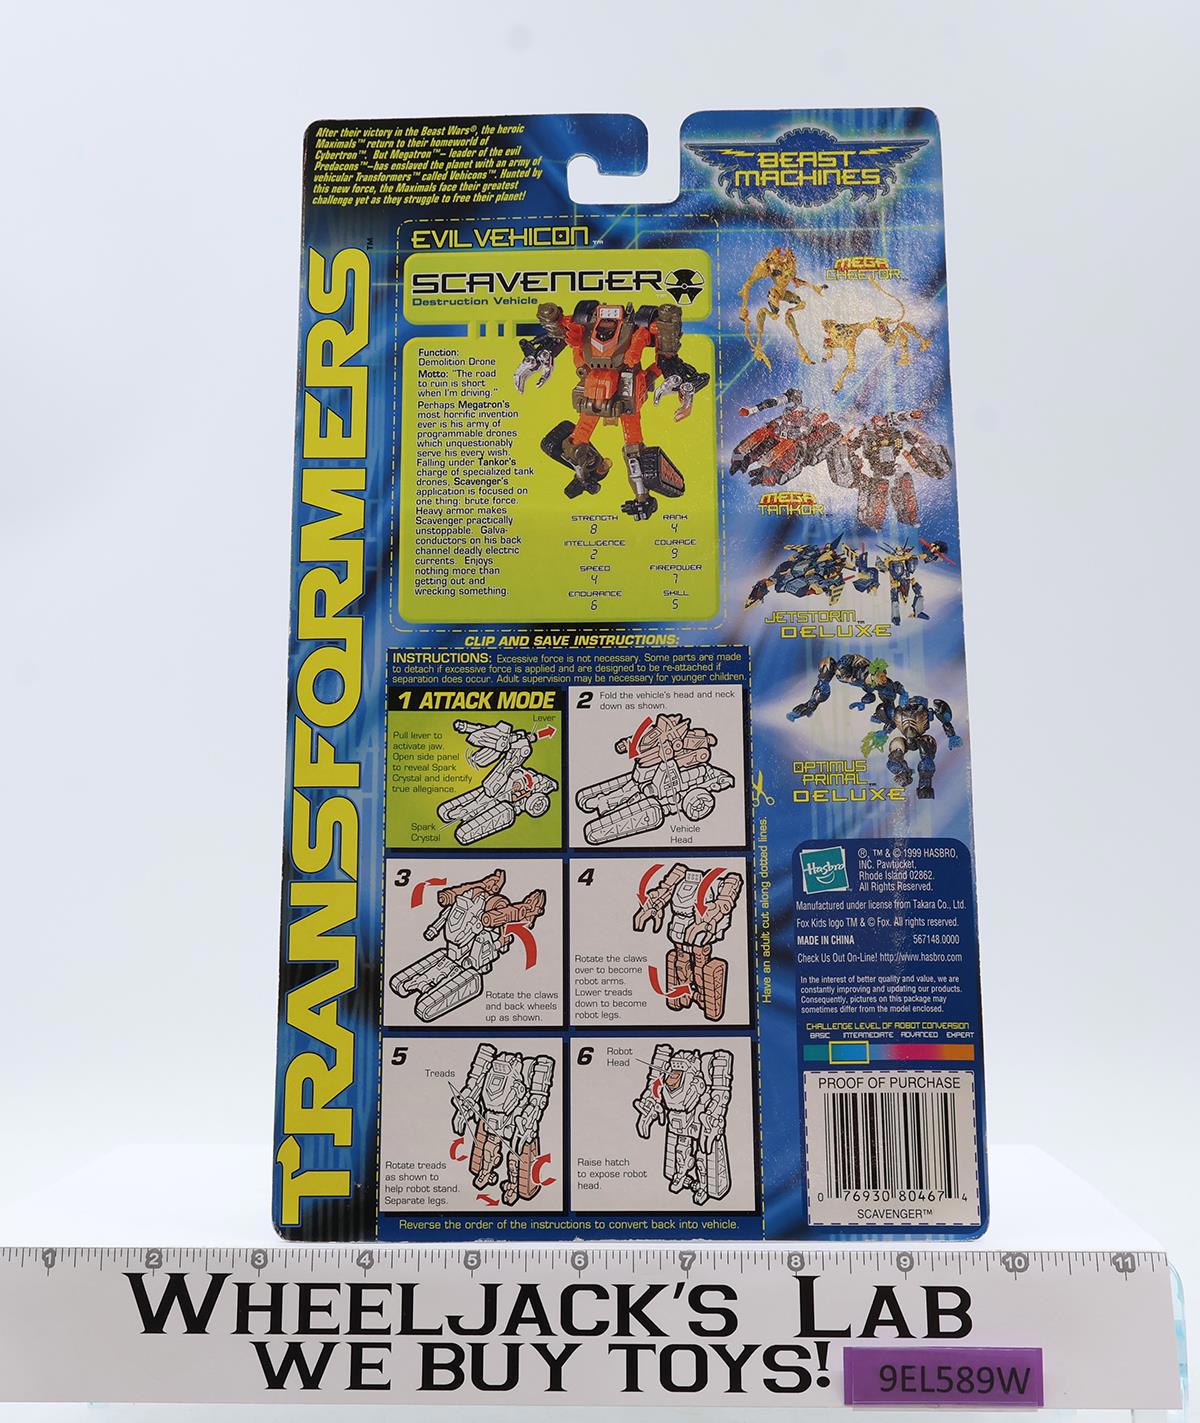 After their victory in the Beast Wars®, the heroic
Maximals™ return to their homeworld of
Cybertron™. But Megatron™– leader of the evil
Predacons™–has enslaved the planet with an army of
vehicular Transformers™ called Vehicons™. Hunted by
this new force, the Maximals face their greatest
challenge yet as they struggle to free their planet!
TRANSFORMERS™
BEAST
MACHINES
EVIL VEHICON™
SCAVENGER™
Destruction Vehicle
Function:
Demolition Drone
Motto: "The road
to ruin is short
when I'm driving."
Perhaps Megatron's
most horrific invention
ever is his army of
programmable drones
which unquestionably
serve his every wish.
Falling under Tankor's
charge of specialized tank
drones, Scavenger's
application is focused on
one thing: brute force.
Heavy armor makes
Scavenger practically
unstoppable. Galva-
conductors on his back
channel deadly electric
currents. Enjoys
nothing more than
getting out and
wrecking something.
STRENGTH RANK
8 4
INTELLIGENCE COURAGE
2 9
SPEED FIREPOWER
4 7
ENDURANCE SKILL
6 5
MEGA
CHEETOR
MEGA
TANKOR™
JETSTORM™
DELUXE
OPTIMUS
PRIMAL™
DELUXE
CLIP AND SAVE INSTRUCTIONS:
INSTRUCTIONS: Excessive force is not necessary. Some parts are made
to detach if excessive force is applied and are designed to be re-attached if
separation does occur. Adult supervision may be necessary for younger children.
1 ATTACK MODE
Lever
Pull lever to
activate jaw.
Open side panel
to reveal Spark
Crystal and identify
true allegiance.
Spark
Crystal
2 Fold the vehicle's head and neck
down as shown.
Vehicle
Head
3
Rotate the claws
and back wheels
up as shown.
4
Rotate the claws
over to become
robot arms.
Lower treads
down to become
robot legs.
5
Treads
Rotate treads
as shown to
help robot stand.
Separate legs.
6
Robot
Head
Raise hatch
to expose robot
head.
Reverse the order of the instructions to convert back into vehicle.
Have an adult cut along dotted lines.
Hasbro
®, ™ & © 1999 HASBRO,
INC. Pawtucket,
Rhode Island 02862.
All Rights Reserved.
Manufactured under license from Takara Co., Ltd.
Fox Kids logo TM & © Fox. All rights reserved.
MADE IN CHINA 567148.0000
Check Us Out On-Line! http://www.hasbro.com
In the interest of better quality and value, we are
constantly improving and updating our products.
Consequently, pictures on this package may
sometimes differ from the model enclosed.
CHALLENGE LEVEL OF ROBOT CONVERSION
BASIC INTERMEDIATE ADVANCED EXPERT
PROOF OF PURCHASE
0 76930 80467 4
SCAVENGER™
1 2 3 4 5 6 7 8 9 10 11
WHEELJACK'S LAB
WE BUY TOYS!
9EL589W